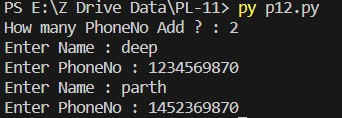 PS E:\Z Drive Data\PL-11> py p12.py
How many PhoneNo Add ? : 2
Enter Name : deep
Enter PhoneNo : 1234569870
Enter Name : parth
Enter PhoneNo : 1452369870